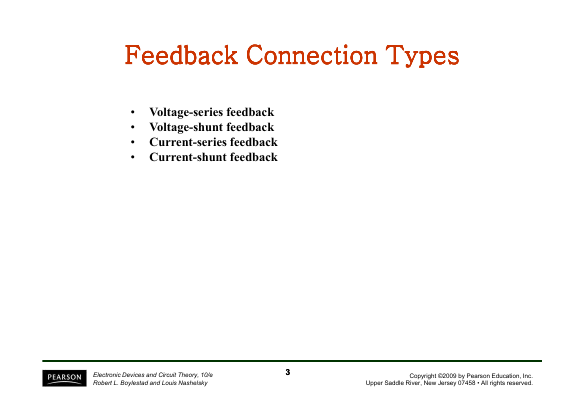 Feedback Connection Types
• Voltage-series feedback
• Voltage-shunt feedback
• Current-series feedback
• Current-shunt feedback
PEARSON
Electronic Devices and Circuit Theory, 10/e
Robert L. Boylestad and Louis Nashelsky
3
Copyright ©2009 by Pearson Education, Inc.
Upper Saddle River, New Jersey 07458 • All rights reserved.